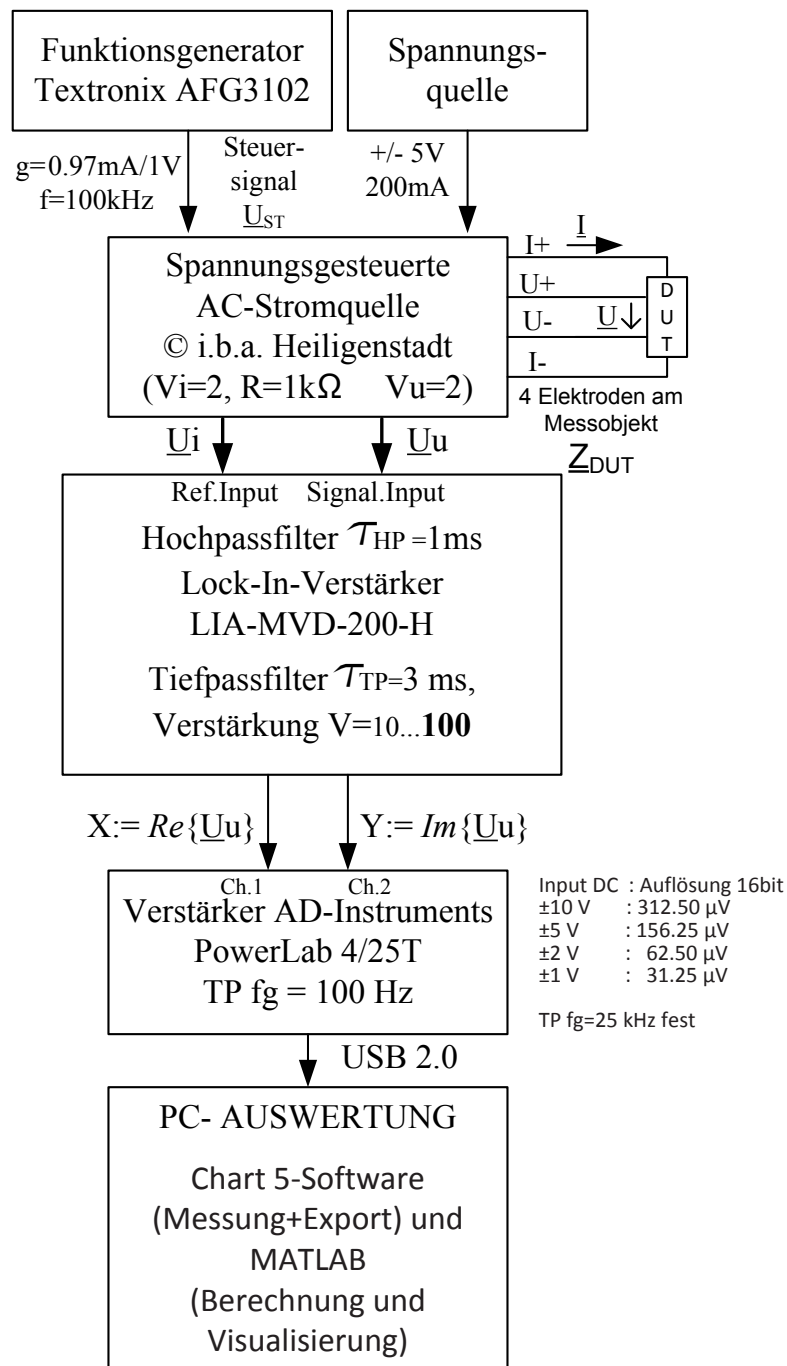 Funktionsgenerator
Textronix AFG3102
Spannungs-
quelle
g=0.97mA/1V
f=100kHz
Steuer-
signal
U_ST
+/- 5V
200mA
Spannungsgesteuerte
AC-Stromquelle
© i.b.a. Heiligenstadt
(Vi=2, R=1kΩ Vu=2)
I+ I
U+
U- U
I-
D
U
T
4 Elektroden am
Messobjekt
Z_DUT
Ui
Uu
Ref.Input Signal.Input
Hochpassfilter τ_HP =1ms
Lock-In-Verstärker
LIA-MVD-200-H
Tiefpassfilter τ_TP=3 ms,
Verstärkung V=10...100
X:= Re{Uu}
Y:= Im{Uu}
Ch.1 Ch.2
Verstärker AD-Instruments
PowerLab 4/25T
TP fg = 100 Hz
Input DC : Auflösung 16bit
±10 V : 312.50 µV
±5 V : 156.25 µV
±2 V : 62.50 µV
±1 V : 31.25 µV
TP fg=25 kHz fest
USB 2.0
PC- AUSWERTUNG
Chart 5-Software
(Messung+Export) und
MATLAB
(Berechnung und
Visualisierung)